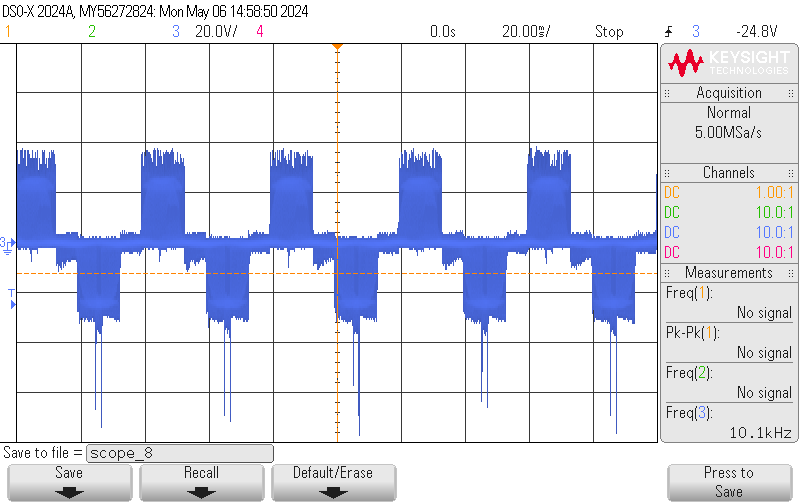 DSO-X 2024A, MY56272824: Mon May 06 14:58:50 2024
1 2 3 20.0V/ 4 0.0s 20.00ms/ Stop 3 -24.8V
KEYSIGHT
TECHNOLOGIES
Acquisition
Normal
5.00MSa/s
Channels
DC 1.00:1
DC 10.0:1
DC 10.0:1
DC 10.0:1
Measurements
Freq(1):
No signal
Pk-Pk(1):
No signal
Freq(2):
No signal
Freq(3):
10.1kHz
3
T
Save to file = scope_8
Save Recall Default/Erase Press to
Save